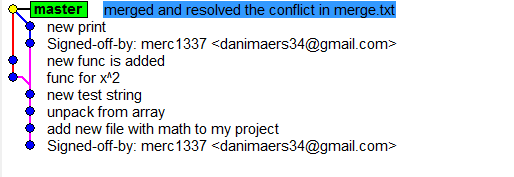 master merged and resolved the conflict in merge.txt
new print
Signed-off-by: merc1337 <danimaers34@gmail.com>
new func is added
func for x^2
new test string
unpack from array
add new file with math to my project
Signed-off-by: merc1337 <danimaers34@gmail.com>